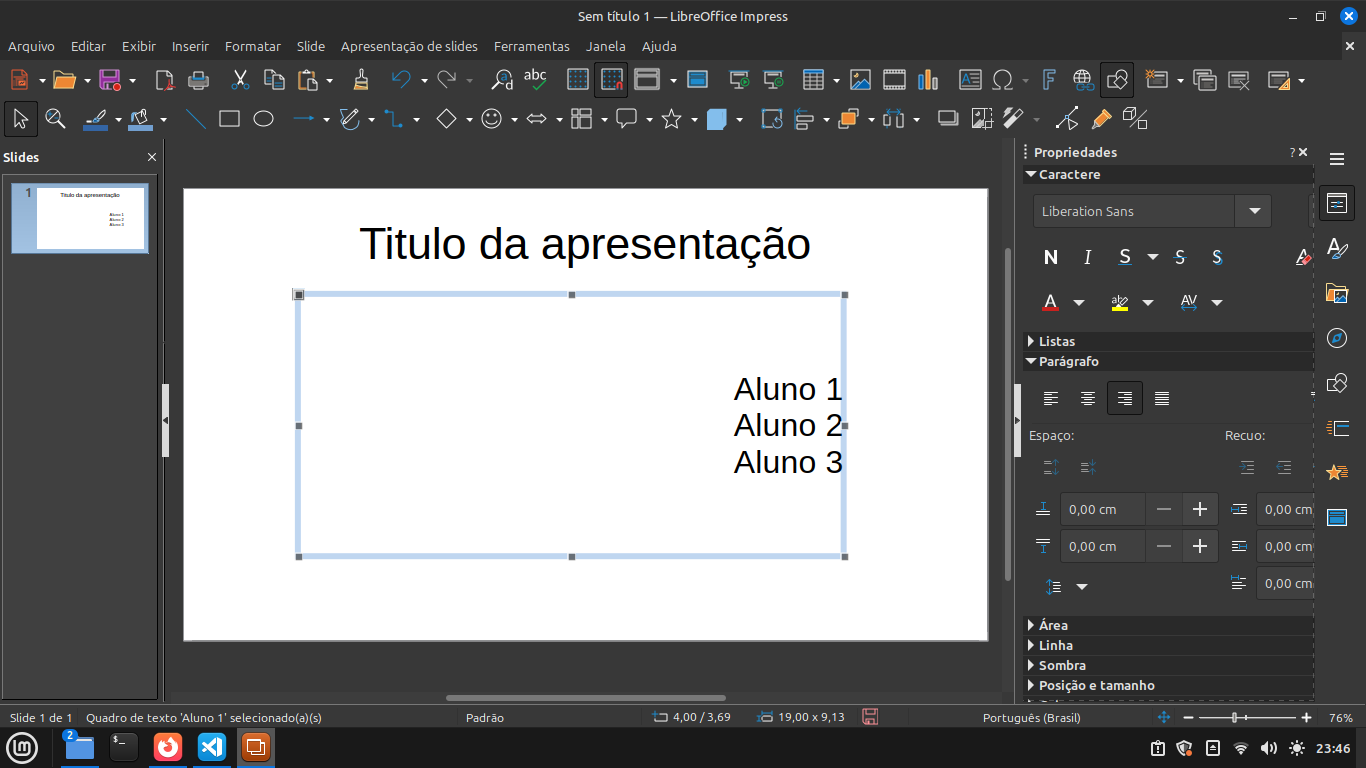 Sem título 1 — LibreOffice Impress
Arquivo Editar Exibir Inserir Formatar Slide Apresentação de slides Ferramentas Janela Ajuda
abc
Slides
1
Titulo da apresentação
Aluno 1
Aluno 2
Aluno 3
Titulo da apresentação
Aluno 1
Aluno 2
Aluno 3
Propriedades
?
Caractere
Liberation Sans
N I S S S
A ab AV
Listas
Parágrafo
Espaço: Recuo:
0,00 cm 0,00 cm
0,00 cm 0,00 cm
0,00 cm
Área
Linha
Sombra
Posição e tamanho
Slide 1 de 1 Quadro de texto 'Aluno 1' selecionado(a)(s) Padrão 4,00 / 3,69 19,00 x 9,13 Português (Brasil) 76%
2
$_
23:46